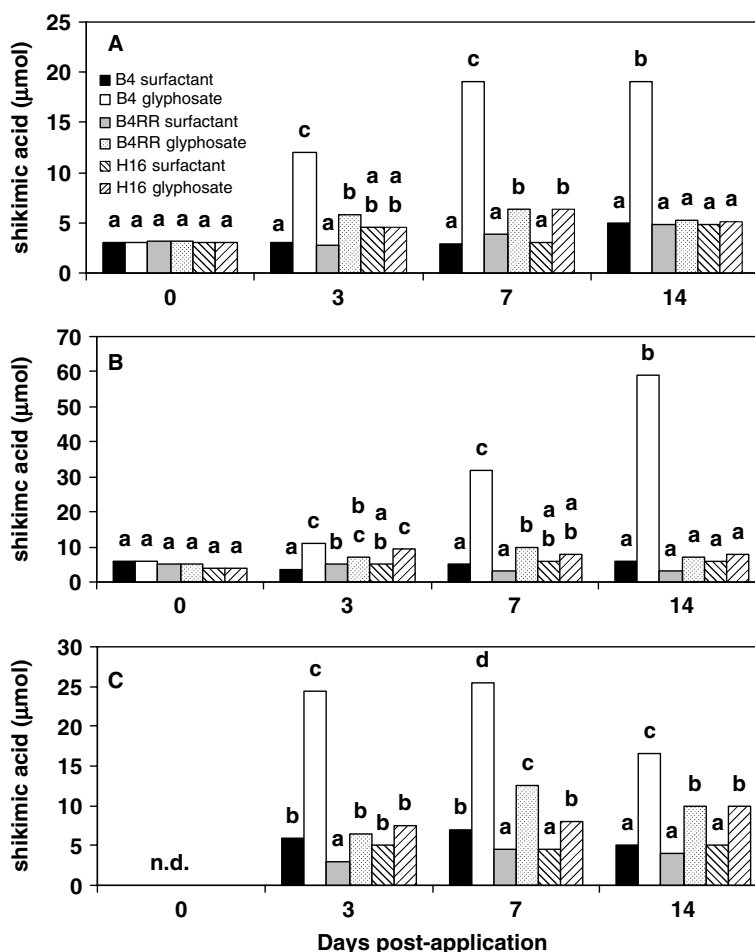 25
20
15
10
5
0
shikimic acid (µmol)
A
B4 surfactant
B4 glyphosate
B4RR surfactant
B4RR glyphosate
H16 surfactant
H16 glyphosate
a a a a a a
a c a b a b a b
a c a b a b
a b a a a a
0 3 7 14
70
60
50
40
30
20
10
0
shikimc acid (µmol)
B
a a a a a a
a c b b c a b c
a c a b a b a b
a b a a a a
0 3 7 14
30
25
20
15
10
5
0
shikimic acid (µmol)
C
n.d.
b c a b b b
b d a c a b
a c a b a b
0 3 7 14
Days post-application